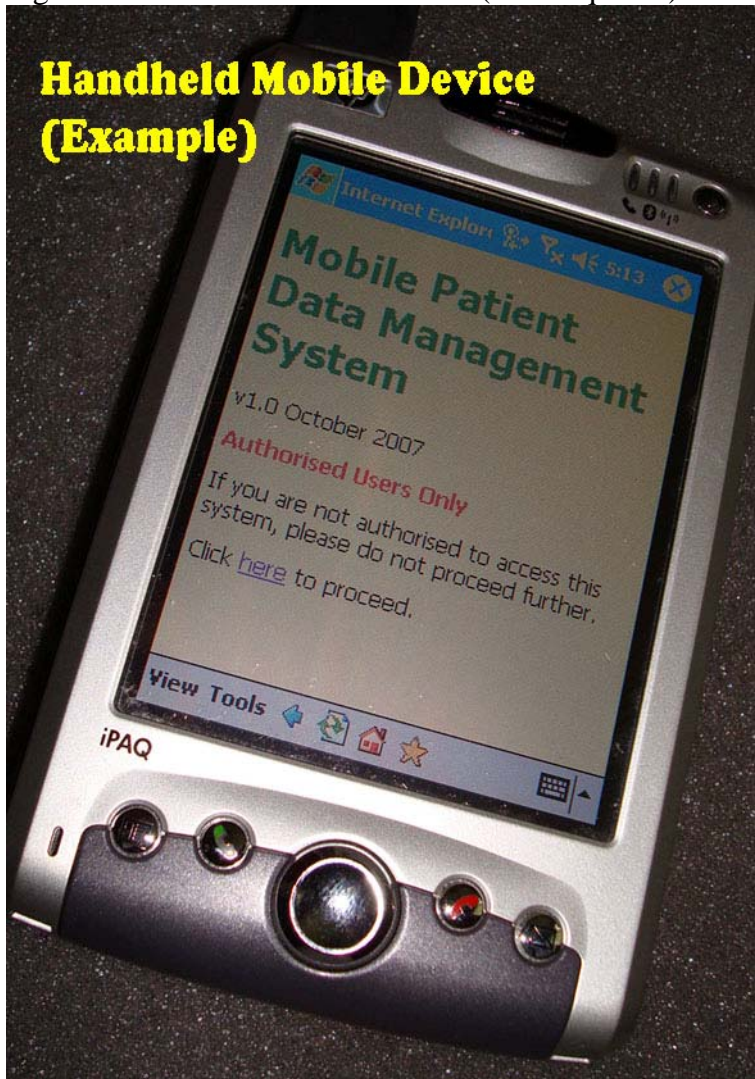 Handheld Mobile Device
(Example)
Internet Explor
5:13
Mobile Patient
Data Management
System
v1.0 October 2007
Authorised Users Only
If you are not authorised to access this
system, please do not proceed further.
Click here to proceed.
View Tools
iPAQ